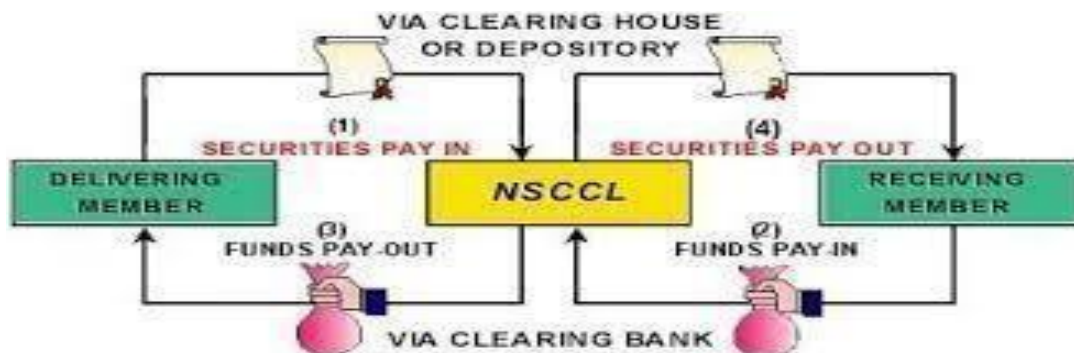 VIA CLEARING HOUSE
OR DEPOSITORY
(1)
SECURITIES PAY IN
(4)
SECURITIES PAY OUT
DELIVERING
MEMBER
NSCCL
RECEIVING
MEMBER
(3)
FUNDS PAY-OUT
(2)
FUNDS PAY-IN
VIA CLEARING BANK